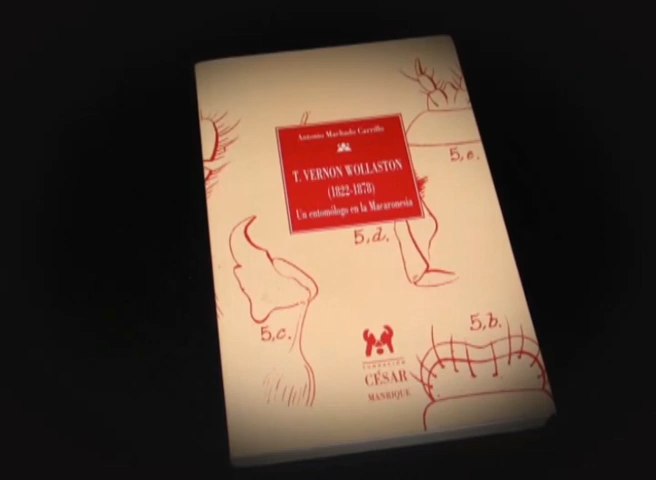 Antonio Machado Carrillo
T. VERNON WOLLASTON
(1822-1878)
Un entomólogo en la Macaronesia
5,e.
5,d.
5,c.
5,b.
FUNDACIÓN
CÉSAR
MANRIQUE